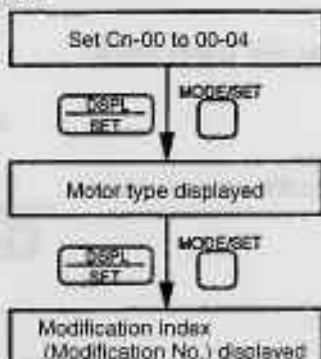 Set Cn-00 to 00-04
DSPL
SET
MODE/SET
Motor type displayed
DSPL
SET
MODE/SET
Modification Index
(Modification No.) displayed